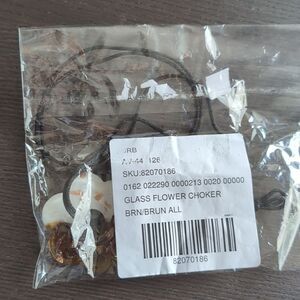 SKU:82070186
0162 022290 0000213 0020 00000
GLASS FLOWER CHOKER
BRN/BRUN ALL
82070186